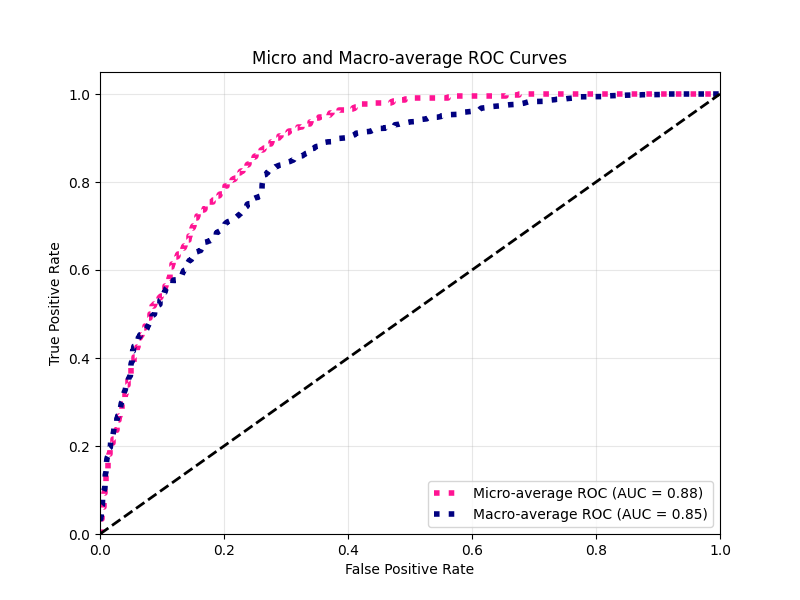 Micro and Macro-average ROC Curves
True Positive Rate
1.0
0.8
0.6
0.4
0.2
0.0
0.0 0.2 0.4 0.6 0.8 1.0
False Positive Rate
Micro-average ROC (AUC = 0.88)
Macro-average ROC (AUC = 0.85)